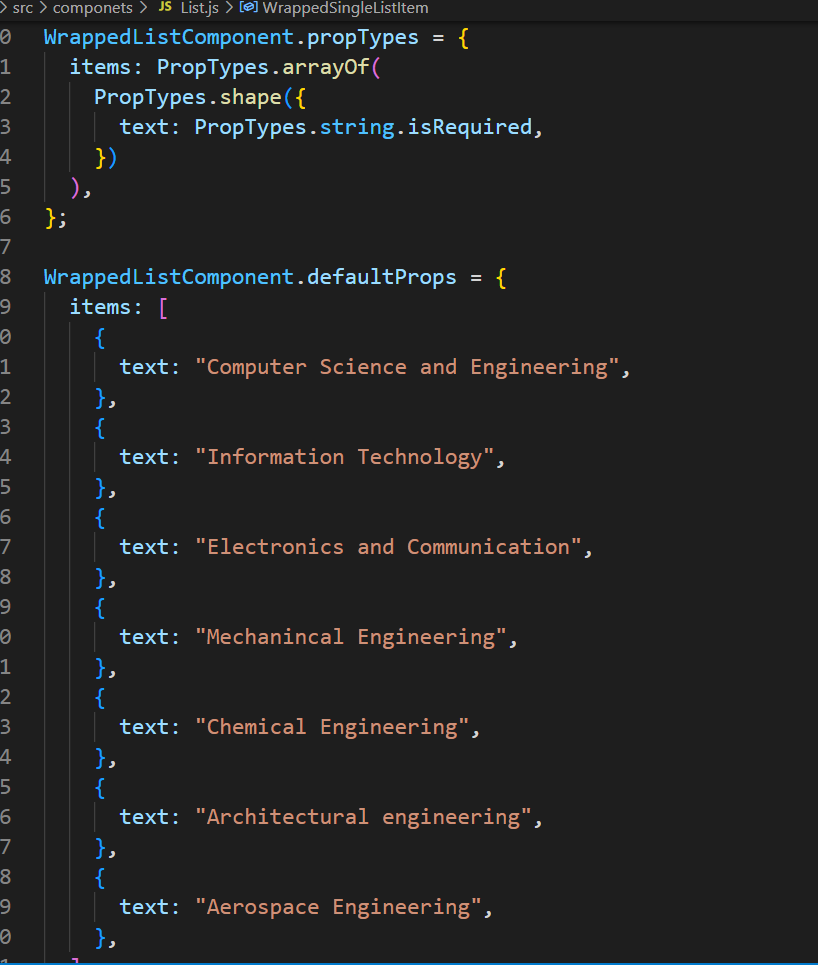 src > componets > JS List.js > WrappedSingleListItem
0 WrappedListComponent.propTypes = {
1 items: PropTypes.arrayOf(
2 PropTypes.shape({
3 text: PropTypes.string.isRequired,
4 })
5 ),
6 };
7
8 WrappedListComponent.defaultProps = {
9 items: [
0 {
1 text: "Computer Science and Engineering",
2 },
3 {
4 text: "Information Technology",
5 },
6 {
7 text: "Electronics and Communication",
8 },
9 {
0 text: "Mechanincal Engineering",
1 },
2 {
3 text: "Chemical Engineering",
4 },
5 {
6 text: "Architectural engineering",
7 },
8 {
9 text: "Aerospace Engineering",
0 },